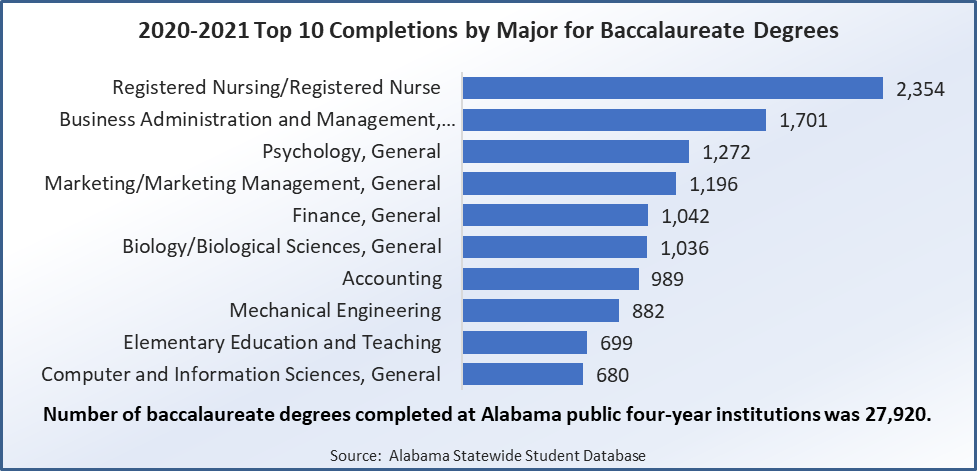 2020-2021 Top 10 Completions by Major for Baccalaureate Degrees
Registered Nursing/Registered Nurse 2,354
Business Administration and Management,... 1,701
Psychology, General 1,272
Marketing/Marketing Management, General 1,196
Finance, General 1,042
Biology/Biological Sciences, General 1,036
Accounting 989
Mechanical Engineering 882
Elementary Education and Teaching 699
Computer and Information Sciences, General 680
Number of baccalaureate degrees completed at Alabama public four-year institutions was 27,920.
Source: Alabama Statewide Student Database